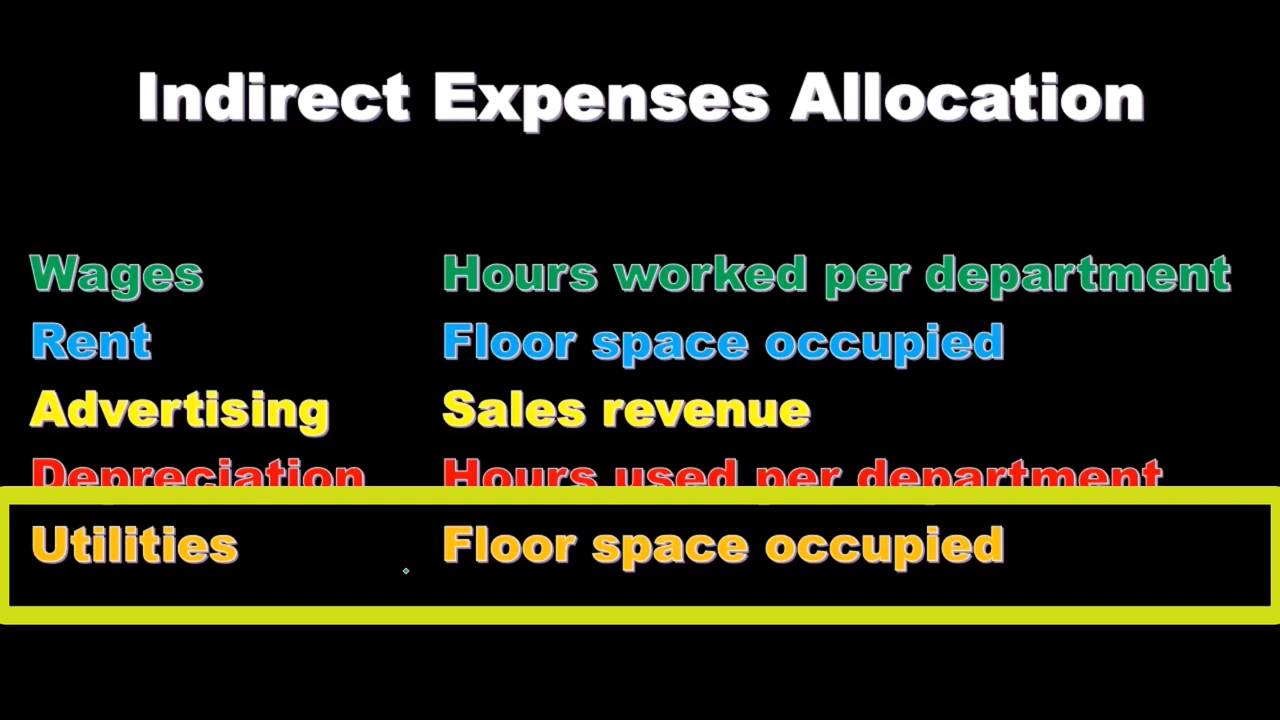 Indirect Expenses Allocation
Wages Hours worked per department
Rent Floor space occupied
Advertising Sales revenue
Depreciation Hours used per department
Utilities Floor space occupied